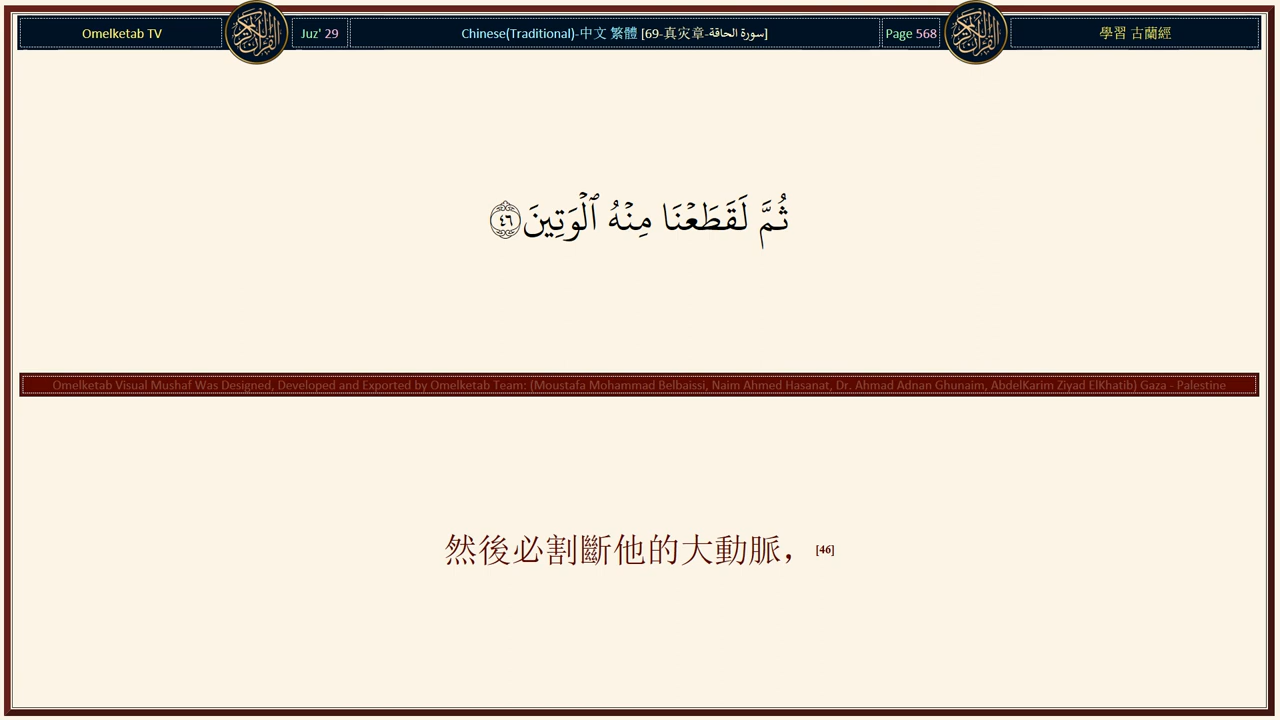 Omelketab TV
Juz' 29
Chinese(Traditional)-中文 繁體 [69-真灾章-سورة الحاقة]
Page 568
學習 古蘭經
ثُمَّ لَقَطَعۡنَا مِنۡهُ ٱلۡوَتِينَ ٤٦
Omelketab Visual Mushaf Was Designed, Developed and Exported by Omelketab Team: (Moustafa Mohammad Belbaissi, Naim Ahmed Hasanat, Dr. Ahmad Adnan Ghunaim, AbdelKarim Ziyad ElKhatib) Gaza - Palestine
然後必割斷他的大動脈，[46]